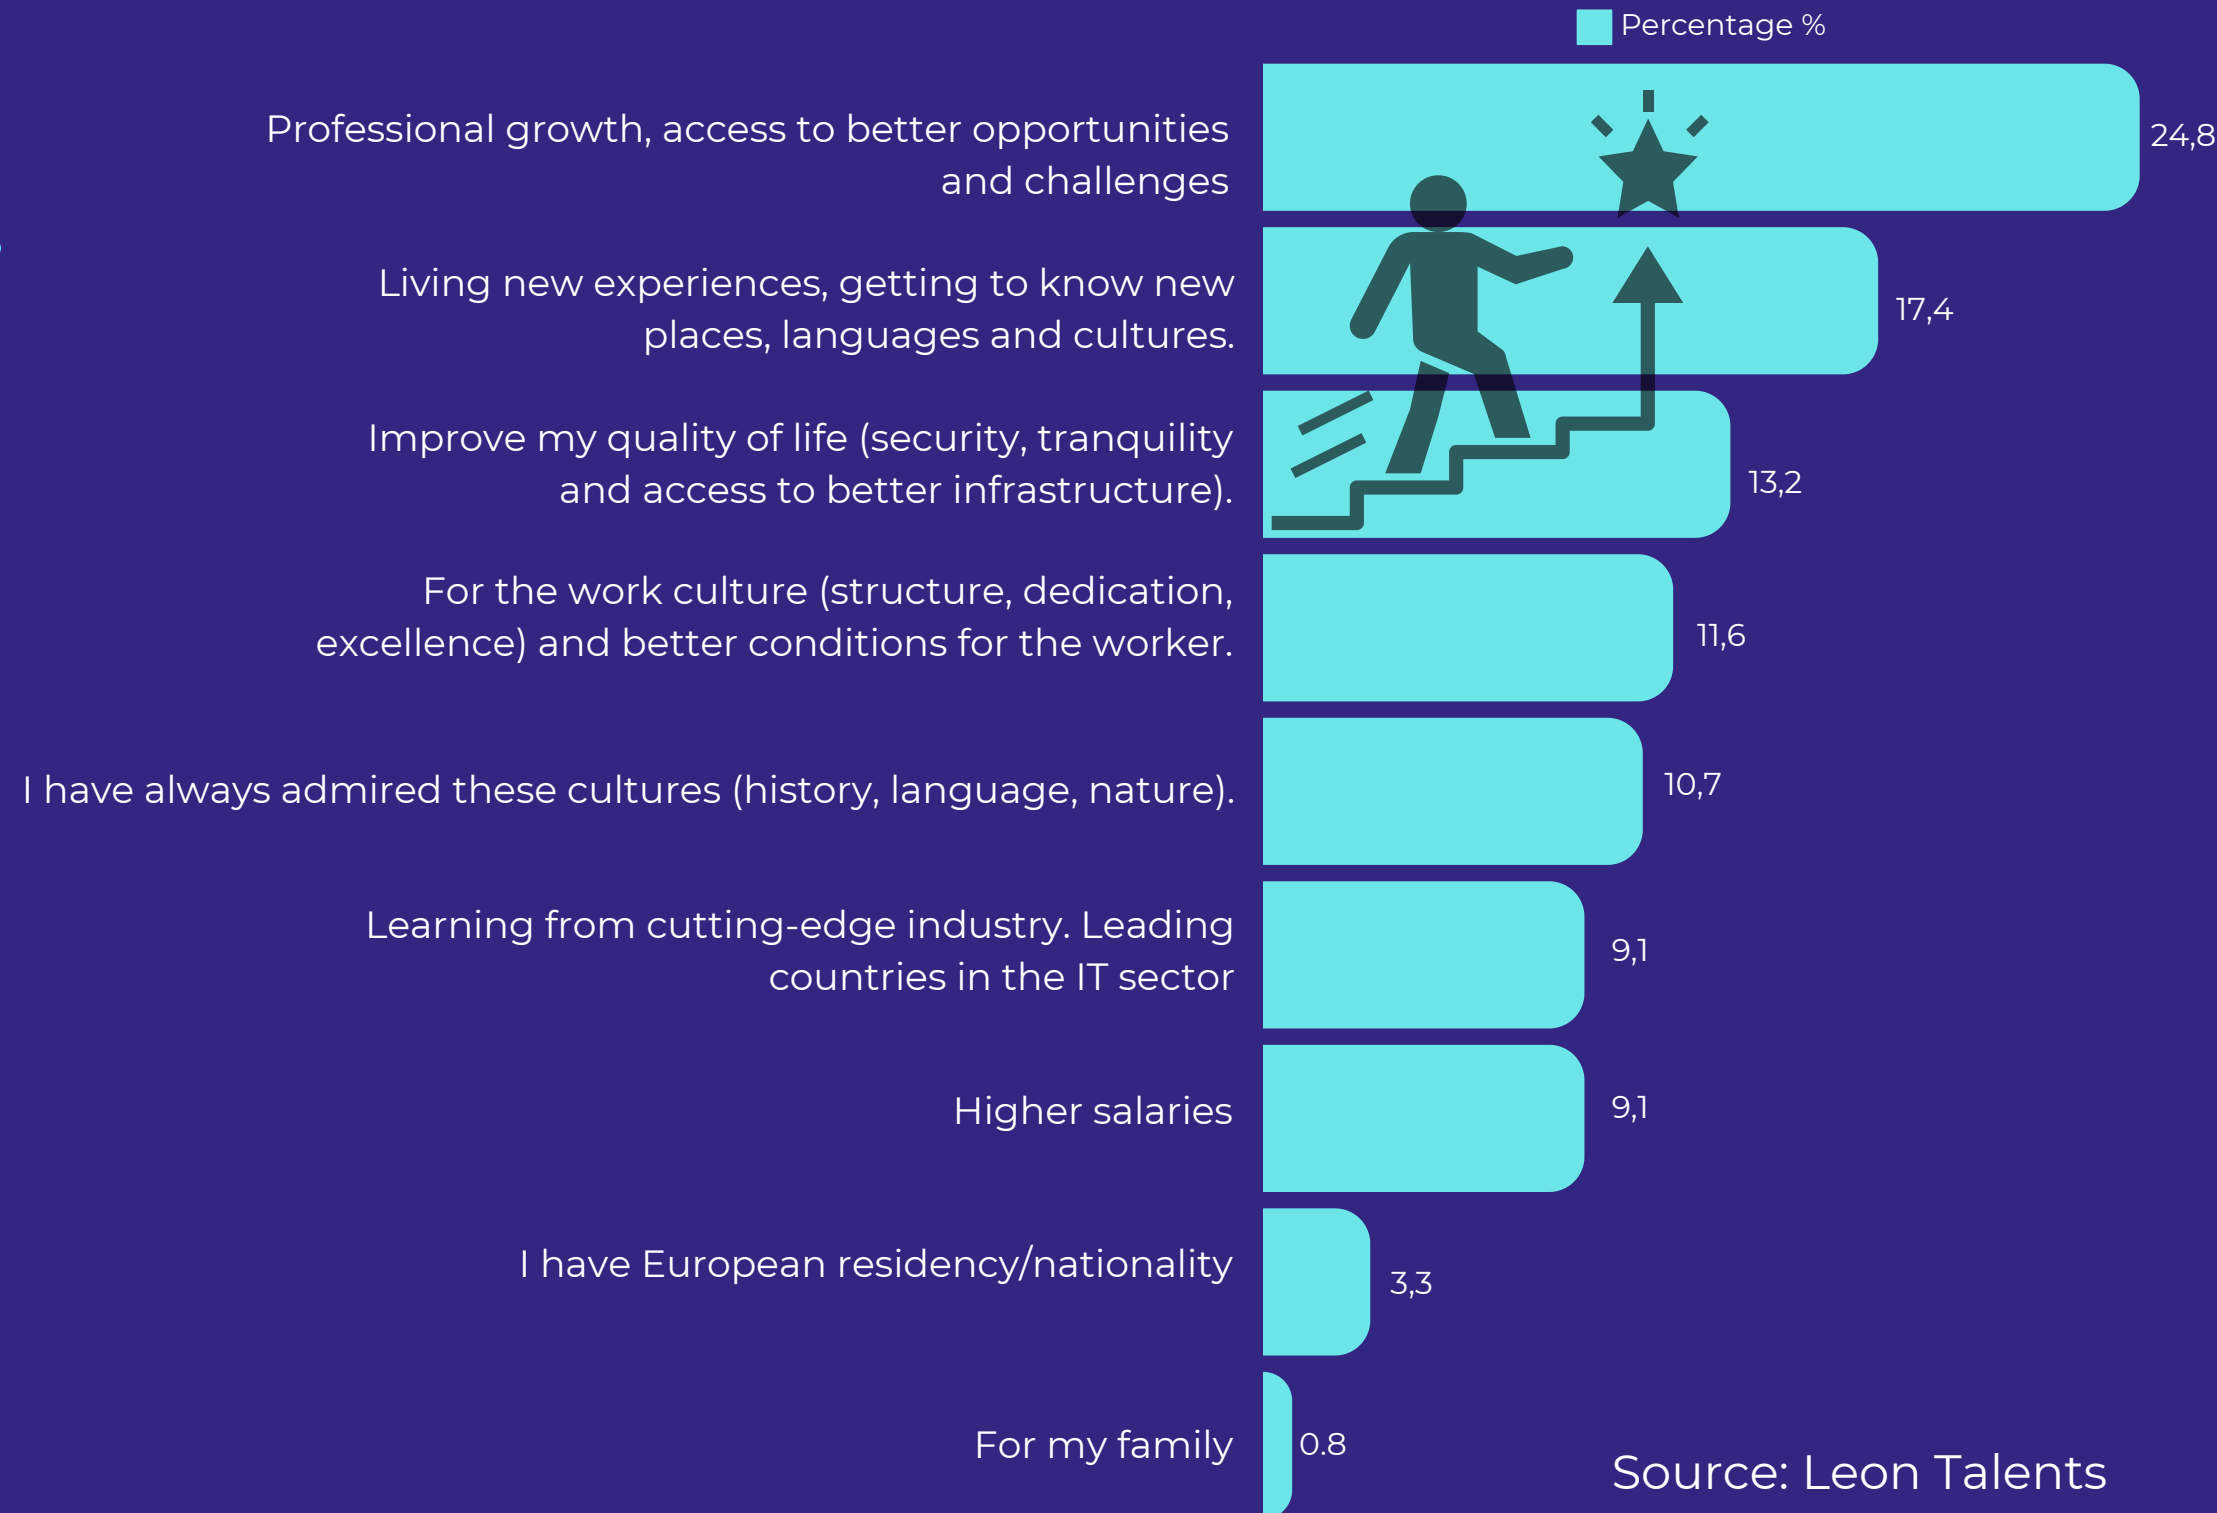 Percentage %
Professional growth, access to better opportunities
and challenges
24,8
Living new experiences, getting to know new
places, languages and cultures.
17,4
Improve my quality of life (security, tranquility
and access to better infrastructure).
13,2
For the work culture (structure, dedication,
excellence) and better conditions for the worker.
11,6
I have always admired these cultures (history, language, nature).
10,7
Learning from cutting-edge industry. Leading
countries in the IT sector
9,1
Higher salaries
9,1
I have European residency/nationality
3,3
For my family
0.8
Source: Leon Talents